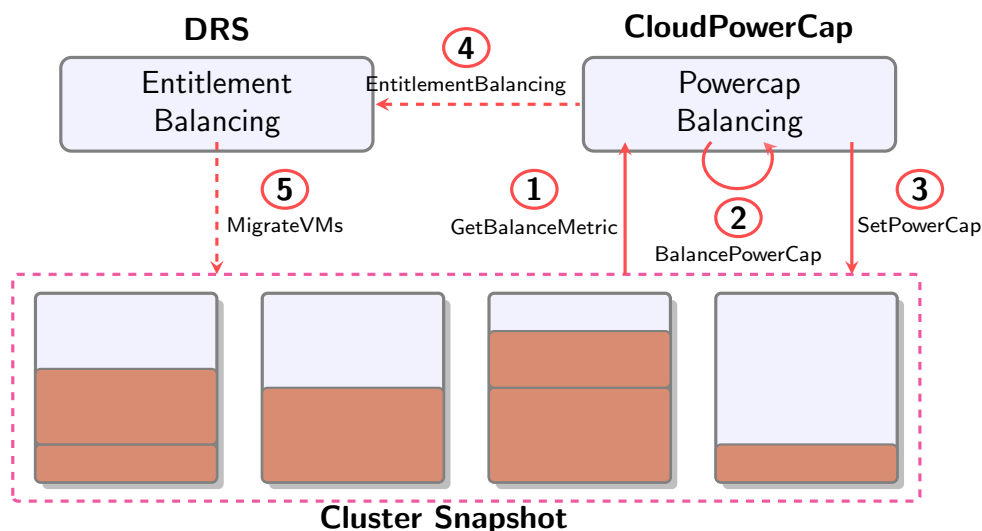 DRS
CloudPowerCap
4
Entitlement
Balancing
EntitlementBalancing
Powercap
Balancing
5
MigrateVMs
1
GetBalanceMetric
2
BalancePowerCap
3
SetPowerCap
Cluster Snapshot